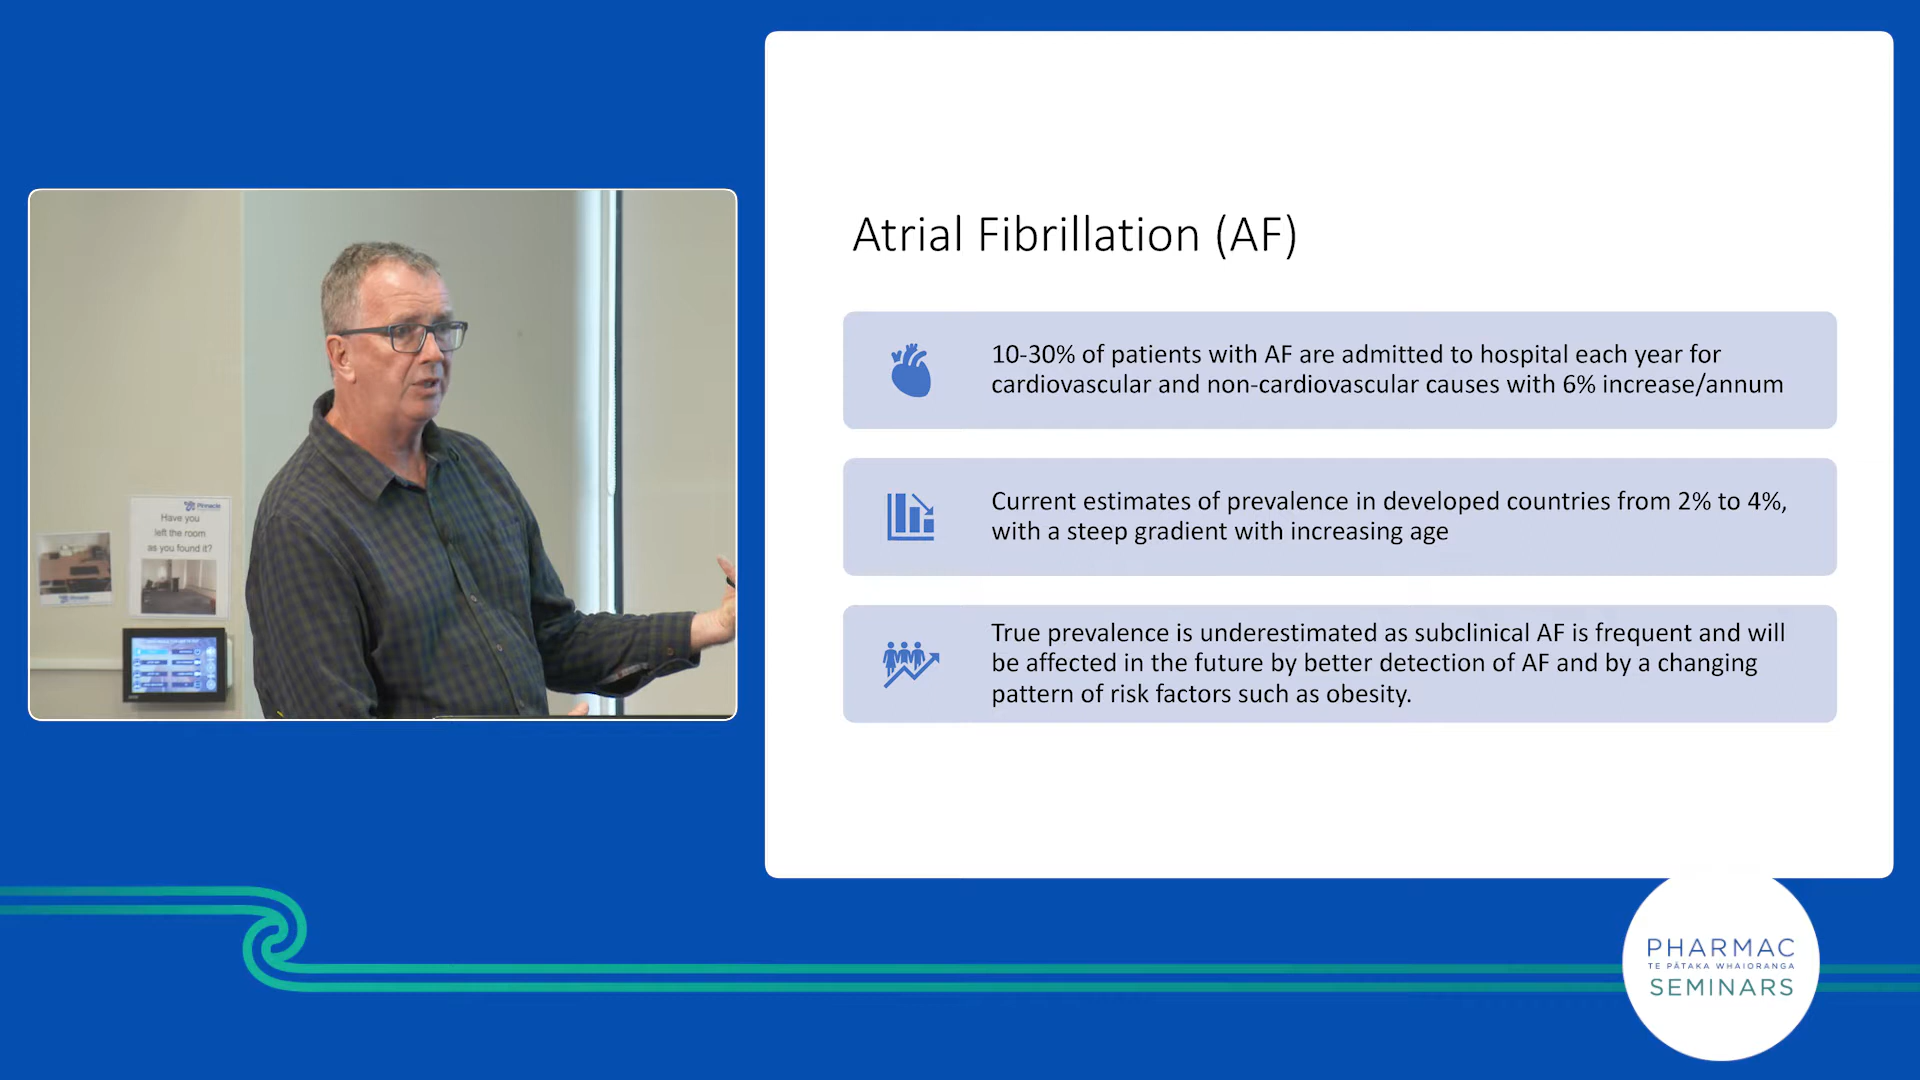 Atrial Fibrillation (AF)
10-30% of patients with AF are admitted to hospital each year for
cardiovascular and non-cardiovascular causes with 6% increase/annum
Current estimates of prevalence in developed countries from 2% to 4%,
with a steep gradient with increasing age
True prevalence is underestimated as subclinical AF is frequent and will
be affected in the future by better detection of AF and by a changing
pattern of risk factors such as obesity.
Pinnacle
Have you
left the room
as you found it?
Pinnacle
PHARMAC
TE PĀTAKA WHAIORANGA
SEMINARS